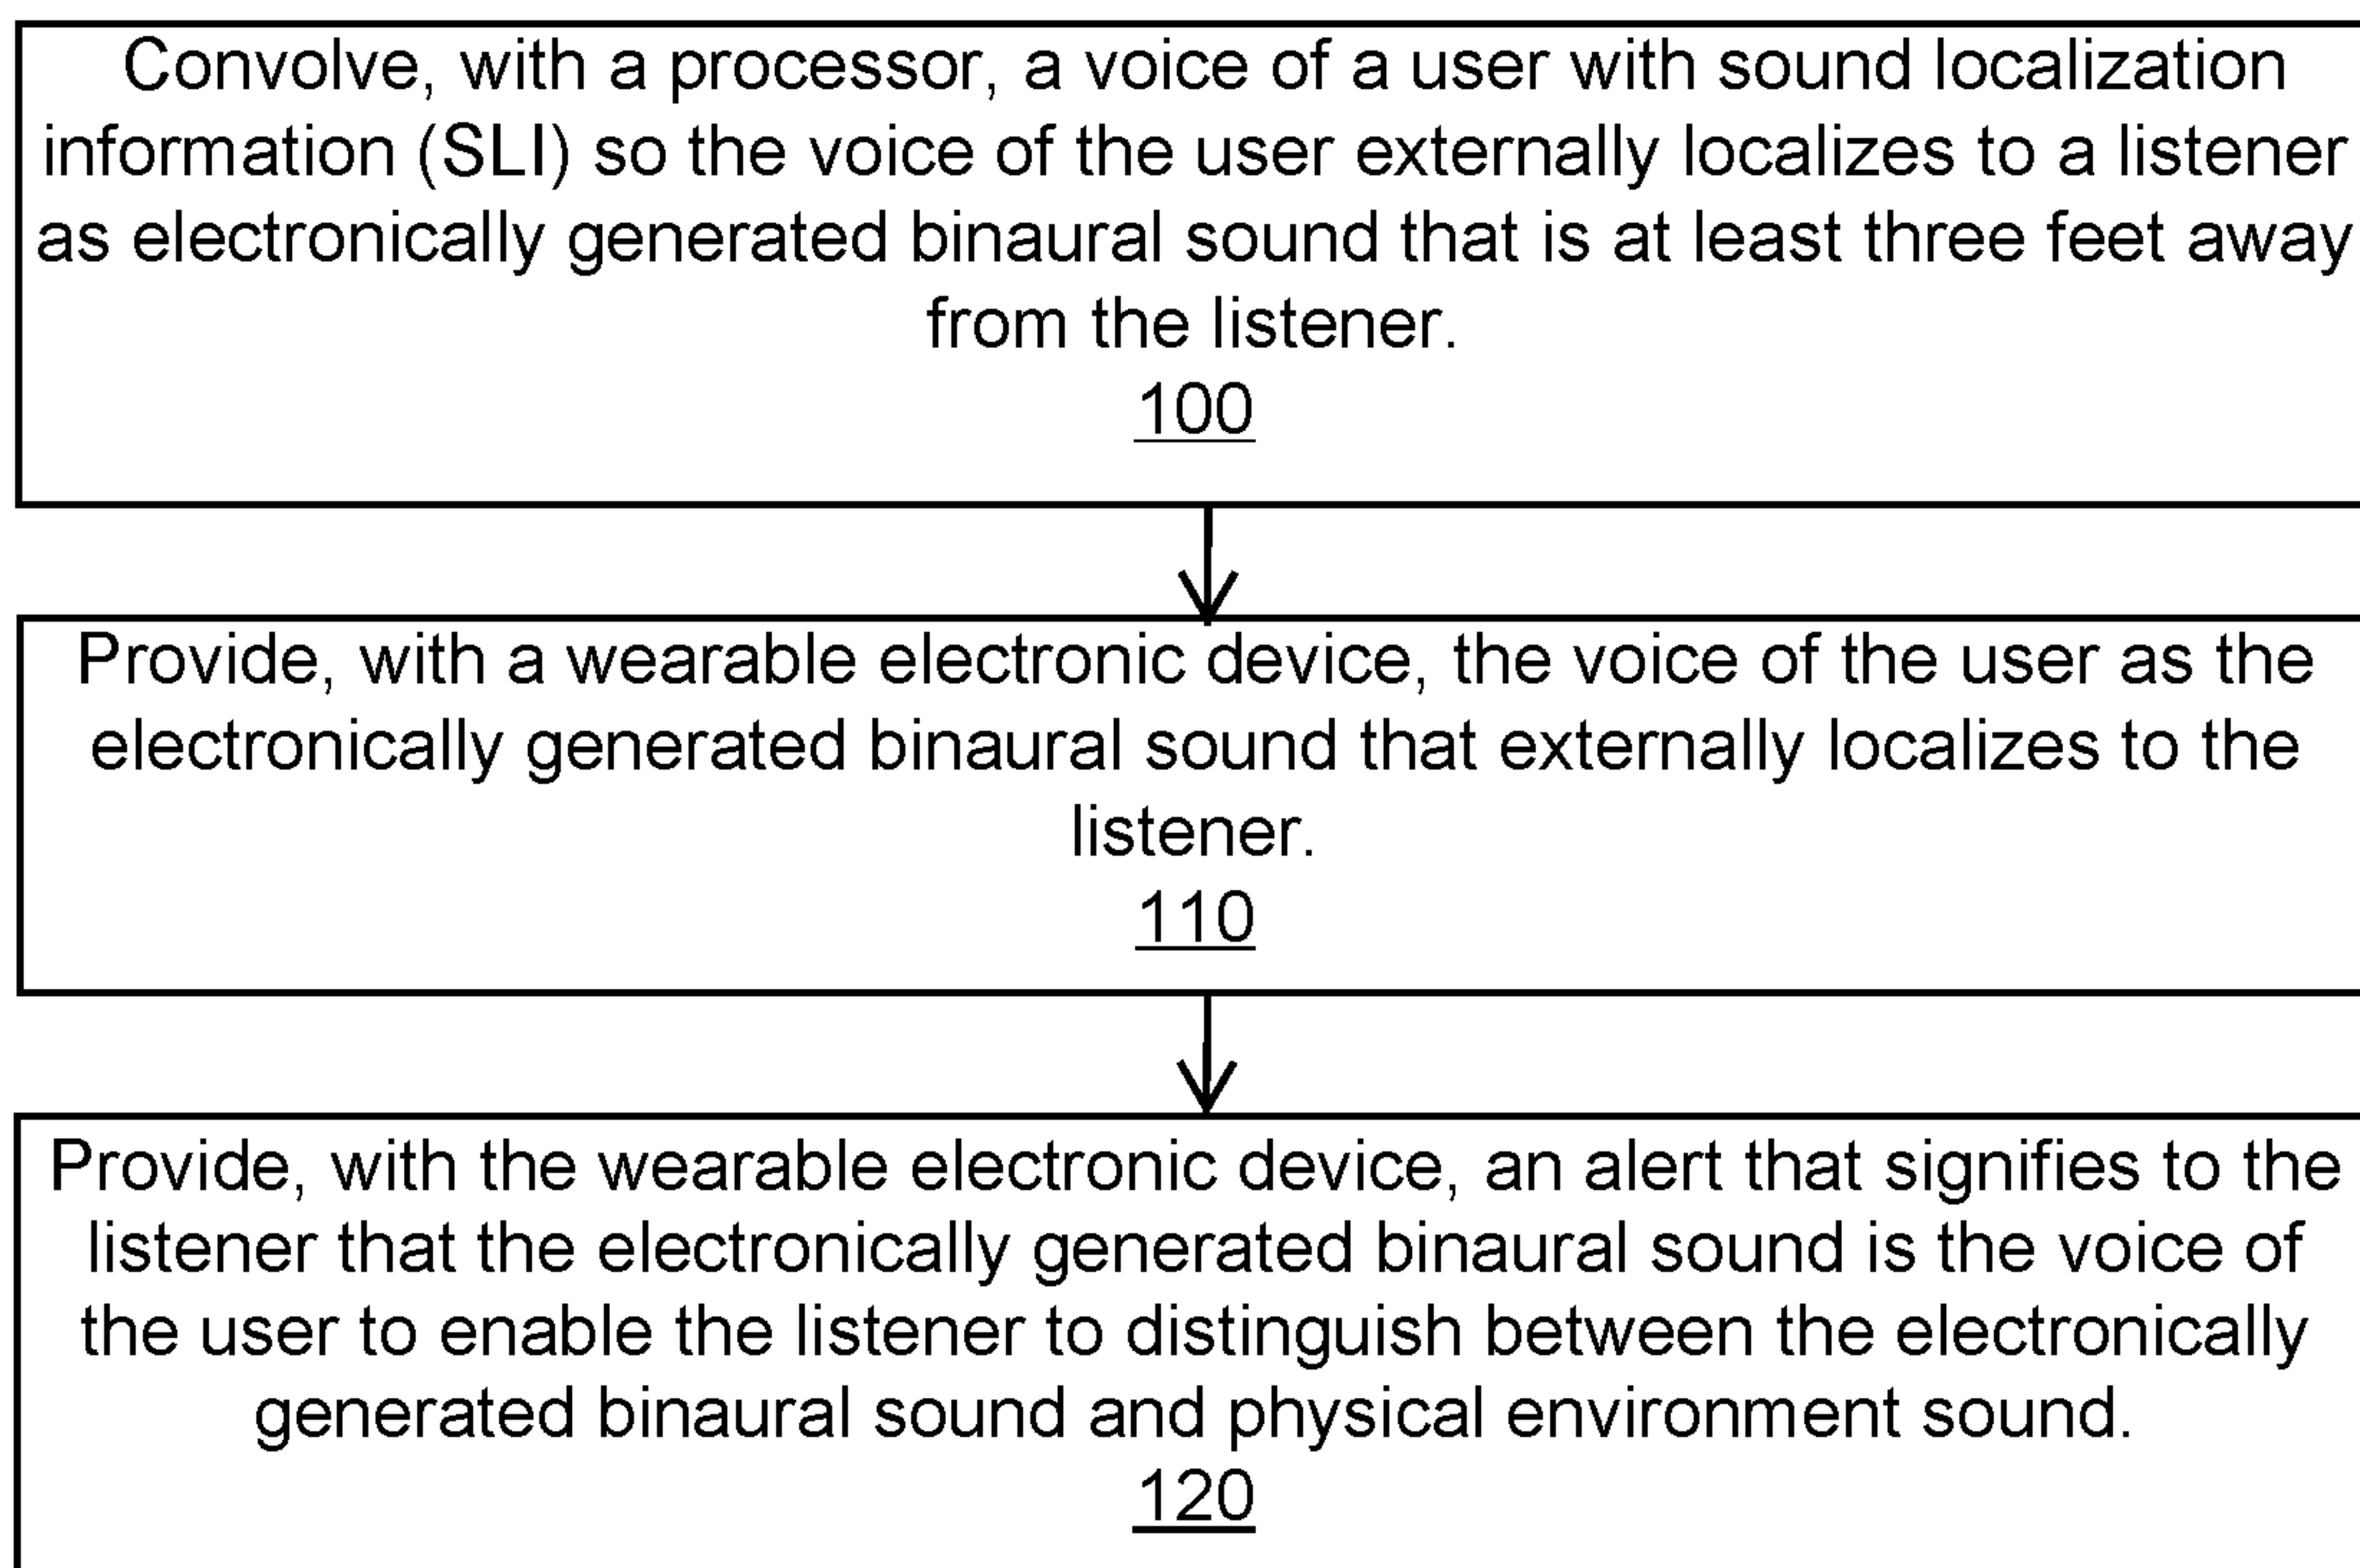 Convolve, with a processor, a voice of a user with sound localization
information (SLI) so the voice of the user externally localizes to a listener
as electronically generated binaural sound that is at least three feet away
from the listener.
100
Provide, with a wearable electronic device, the voice of the user as the
electronically generated binaural sound that externally localizes to the
listener.
110
Provide, with the wearable electronic device, an alert that signifies to the
listener that the electronically generated binaural sound is the voice of
the user to enable the listener to distinguish between the electronically
generated binaural sound and physical environment sound.
120